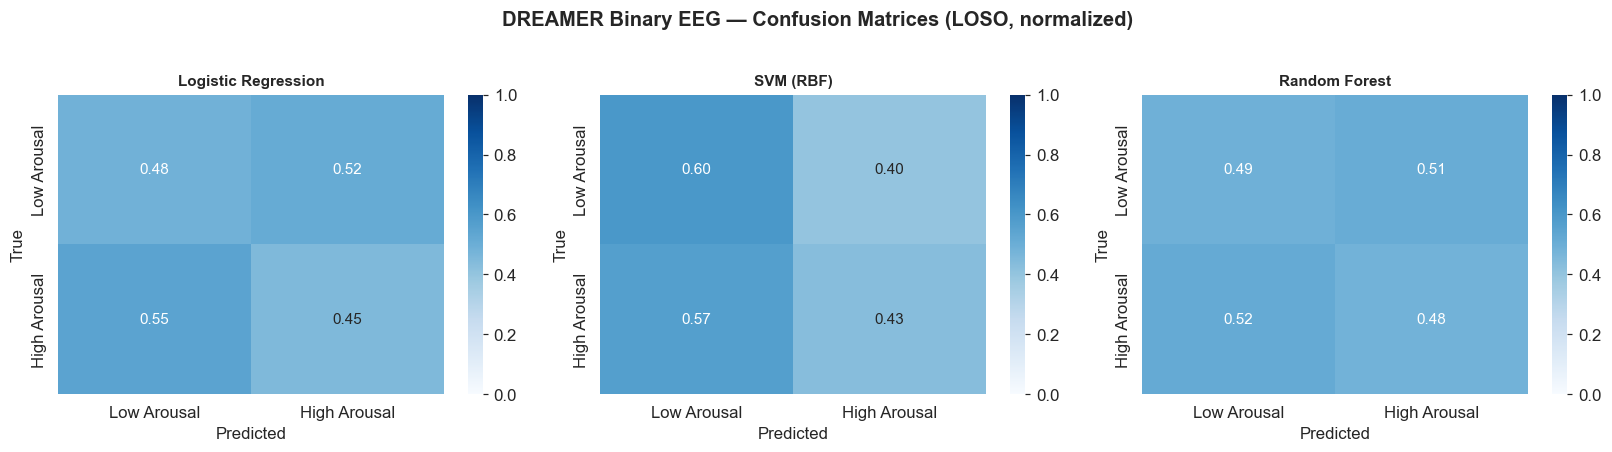 DREAMER Binary EEG — Confusion Matrices (LOSO, normalized)
Logistic Regression
True
Low Arousal
High Arousal
0.48
0.52
0.55
0.45
Low Arousal
High Arousal
Predicted
1.0
0.8
0.6
0.4
0.2
0.0
SVM (RBF)
True
Low Arousal
High Arousal
0.60
0.40
0.57
0.43
Low Arousal
High Arousal
Predicted
1.0
0.8
0.6
0.4
0.2
0.0
Random Forest
True
Low Arousal
High Arousal
0.49
0.51
0.52
0.48
Low Arousal
High Arousal
Predicted
1.0
0.8
0.6
0.4
0.2
0.0